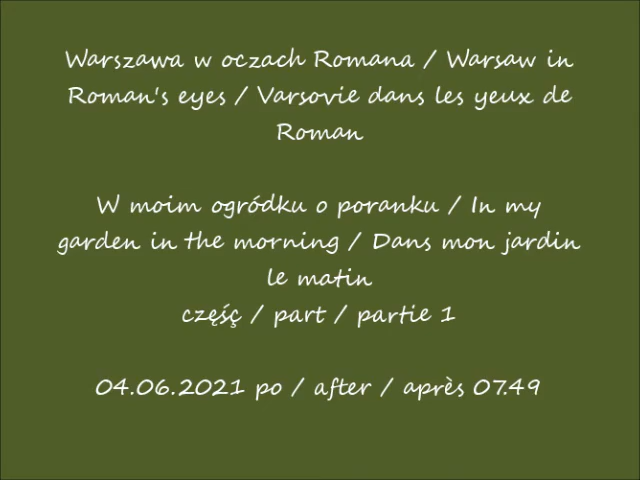 Warszawa w oczach Romana / Warsaw in
Roman's eyes / Varsovie dans les yeux de
Roman
W moim ogródku o poranku / In my
garden in the morning / Dans mon jardin
le matin
częśç / part / partie 1
04.06.2021 po / after / après 07.49